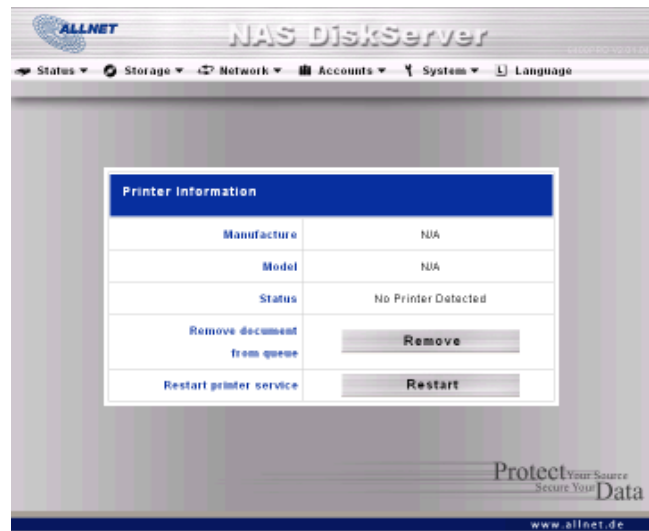 ALLNET
NAS DiskServer
Status Storage Network Accounts System Language
Printer Information
Manufacture N/A
Model N/A
Status No Printer Detected
Remove document
from queue
Remove
Restart printer service Restart
Protect Your Source
Secure Your Data
www.allnet.de